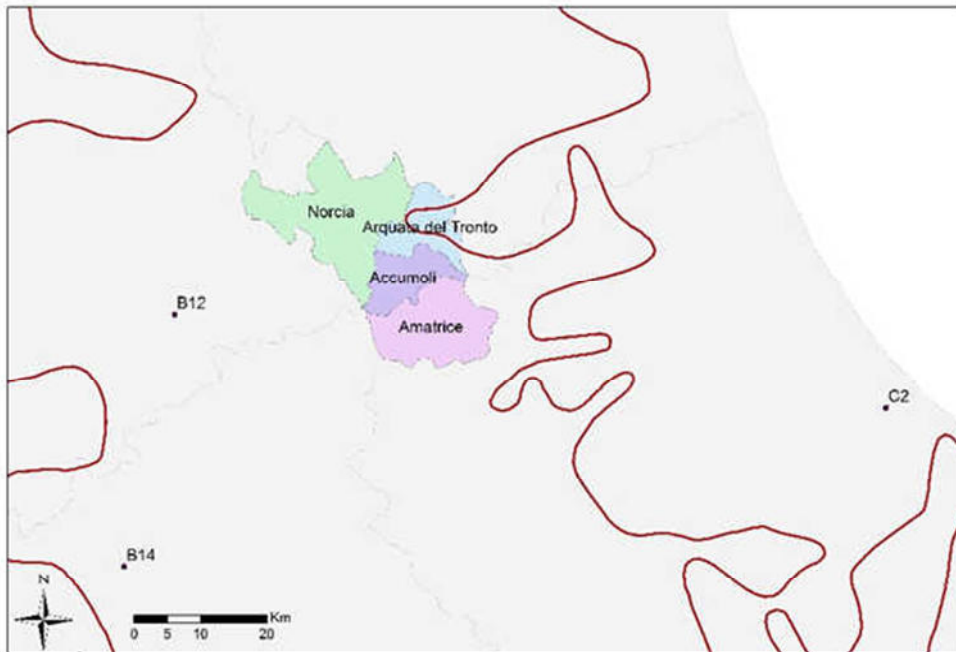 Norcia
Arquata del Tronto
Accumoli
B12
Amatrice
C2
B14
N
Km
0 5 10 20